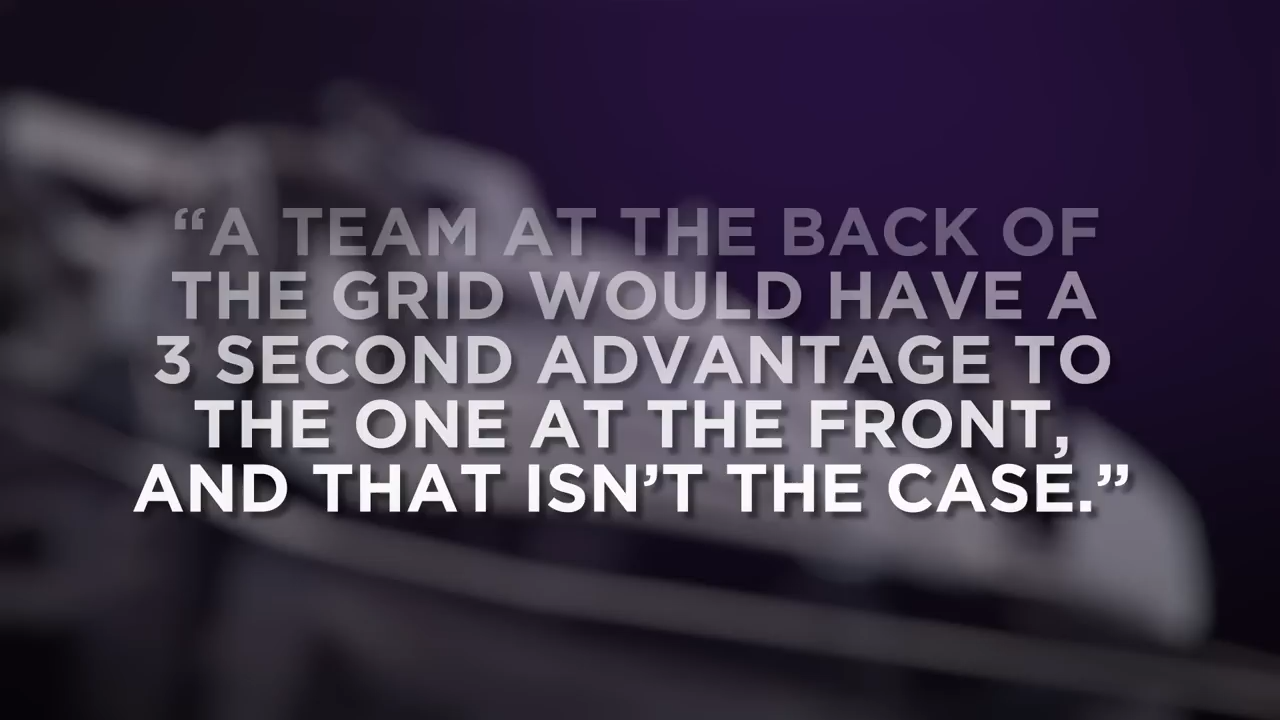 “A TEAM AT THE BACK OF
THE GRID WOULD HAVE A
3 SECOND ADVANTAGE TO
THE ONE AT THE FRONT,
AND THAT ISN’T THE CASE.”